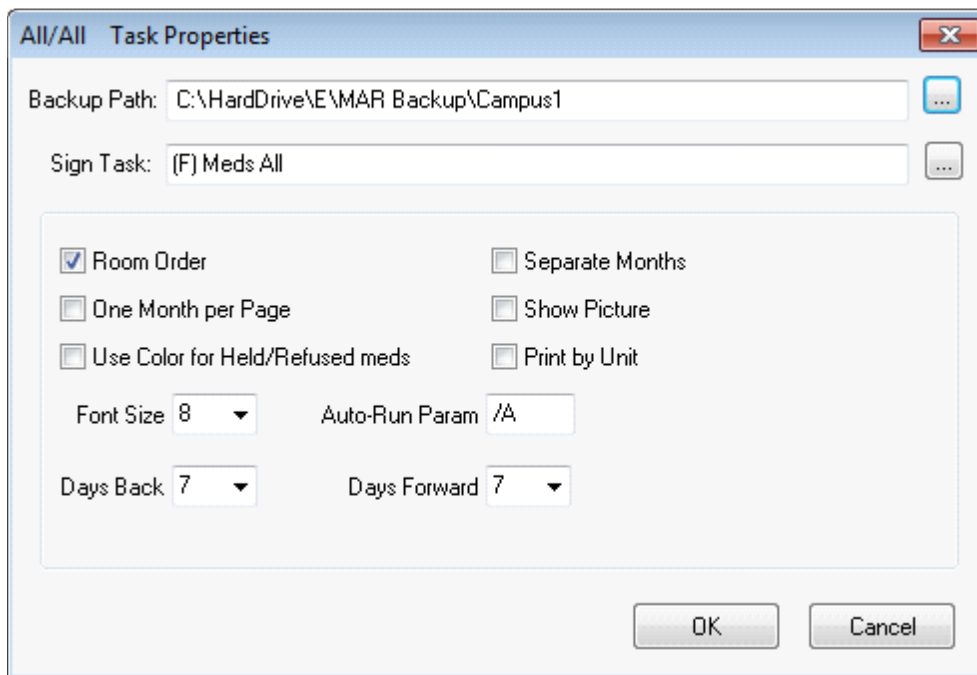 All/All Task Properties
Backup Path: C:\HardDrive\E\MAR Backup\Campus1 ...
Sign Task: (F) Meds All ...
Room Order Separate Months
One Month per Page Show Picture
Use Color for Held/Refused meds Print by Unit
Font Size 8 Auto-Run Param /A
Days Back 7 Days Forward 7
OK Cancel